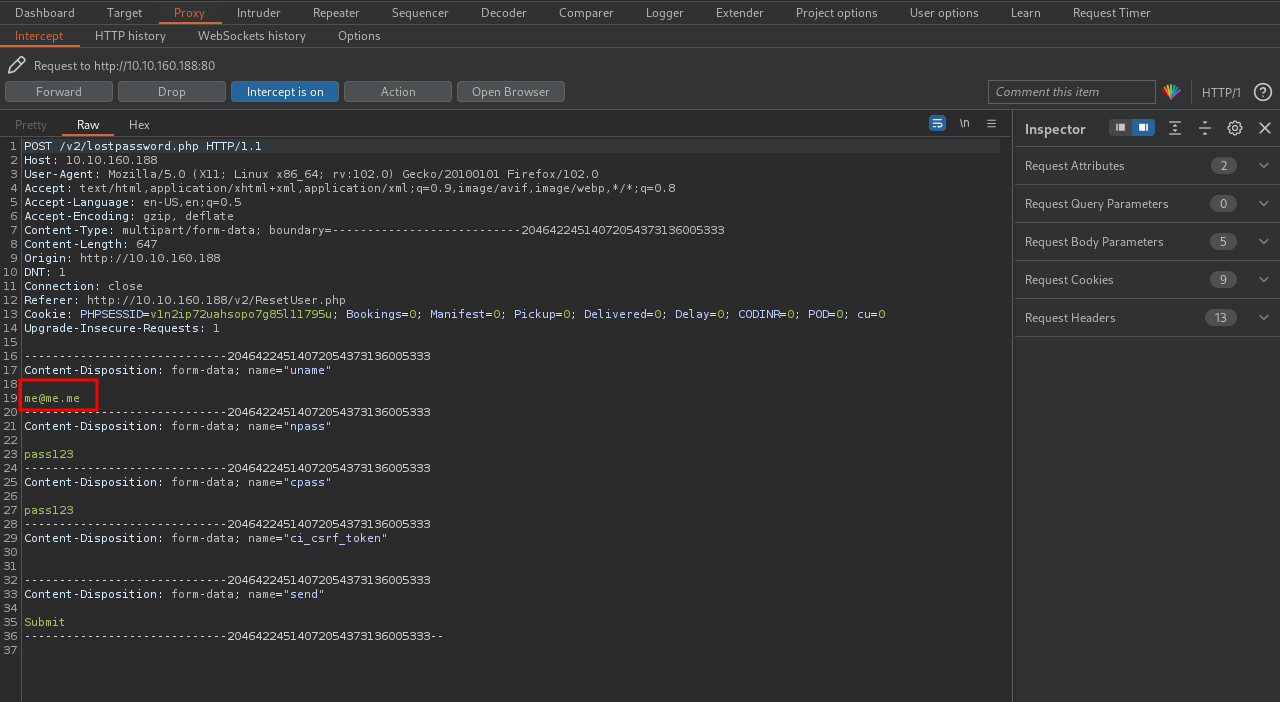 Dashboard Target Proxy Intruder Repeater Sequencer Decoder Comparer Logger Extender Project options User options Learn Request Timer
Intercept HTTP history WebSockets history Options
Request to http://10.10.160.188:80
Forward Drop Intercept is on Action Open Browser Comment this item HTTP/1 ?
Pretty Raw Hex \n Inspector
1 POST /v2/lostpassword.php HTTP/1.1
2 Host: 10.10.160.188
3 User-Agent: Mozilla/5.0 (X11; Linux x86_64; rv:102.0) Gecko/20100101 Firefox/102.0
4 Accept: text/html,application/xhtml+xml,application/xml;q=0.9,image/avif,image/webp,*/*;q=0.8
5 Accept-Language: en-US,en;q=0.5
6 Accept-Encoding: gzip, deflate
7 Content-Type: multipart/form-data; boundary=---------------------------20464224514072054373136005333
8 Content-Length: 647
9 Origin: http://10.10.160.188
10 DNT: 1
11 Connection: close
12 Referer: http://10.10.160.188/v2/ResetUser.php
13 Cookie: PHPSESSID=v1n2ip72uahsopo7g85l11795u; Bookings=0; Manifest=0; Pickup=0; Delivered=0; Delay=0; CODINR=0; POD=0; cu=0
14 Upgrade-Insecure-Requests: 1
15
16 -----------------------------20464224514072054373136005333
17 Content-Disposition: form-data; name="uname"
18
19 me@me.me
20 -----------------------------20464224514072054373136005333
21 Content-Disposition: form-data; name="npass"
22
23 pass123
24 -----------------------------20464224514072054373136005333
25 Content-Disposition: form-data; name="cpass"
26
27 pass123
28 -----------------------------20464224514072054373136005333
29 Content-Disposition: form-data; name="ci_csrf_token"
30
31
32 -----------------------------20464224514072054373136005333
33 Content-Disposition: form-data; name="send"
34
35 Submit
36 -----------------------------20464224514072054373136005333--
37
Request Attributes 2
Request Query Parameters 0
Request Body Parameters 5
Request Cookies 9
Request Headers 13